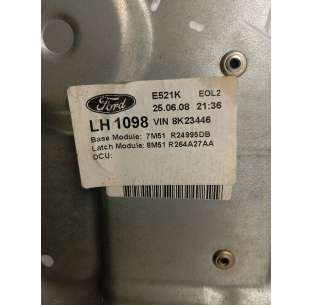 Ford
E521K EOL2
25.06.08 21:36
LH 1098 VIN 8K23446
Base Module: 7M51 R24995DB
Latch Module: 8M51 R264A27AA
DCU: